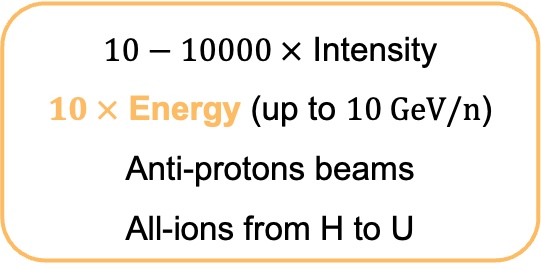 10 − 10000 × Intensity
10 × Energy (up to 10 GeV/n)
Anti-protons beams
All-ions from H to U